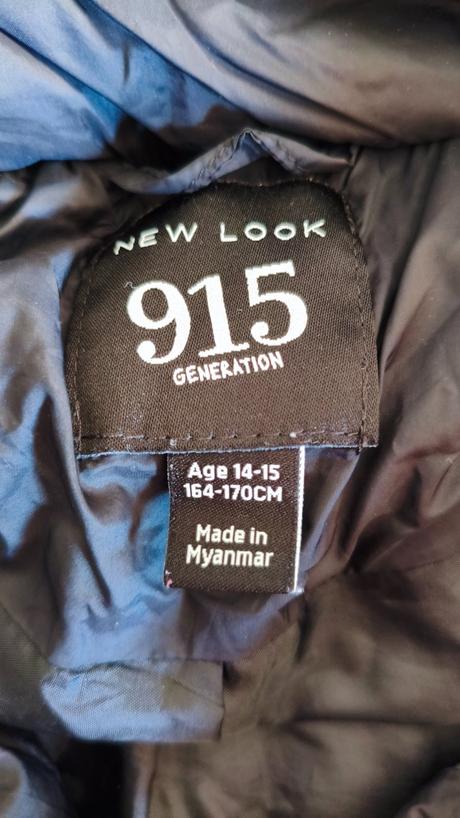 NEW LOOK
915
GENERATION
Age 14-15
164-170CM
Made in
Myanmar